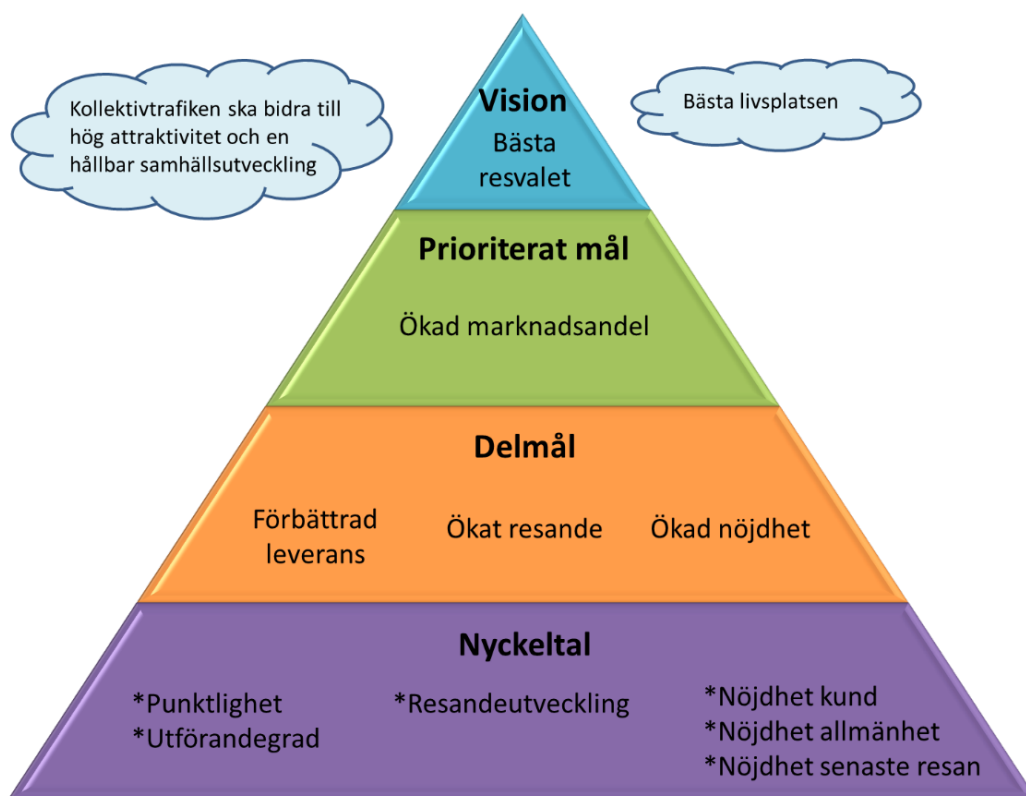 Kollektivtrafiken ska bidra till
hög attraktivitet och en
hållbar samhällsutveckling
Vision
Bästa
resvalet
Bästa livsplatsen
Prioriterat mål
Ökad marknadsandel
Delmål
Förbättrad
leverans
Ökat resande
Ökad nöjdhet
Nyckeltal
*Punktlighet
*Utförandegrad
*Resandeutveckling
*Nöjdhet kund
*Nöjdhet allmänhet
*Nöjdhet senaste resan